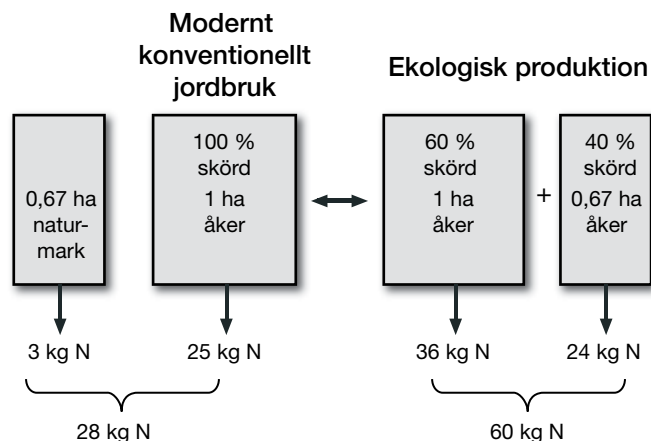 Modernt
konventionellt
jordbruk
Ekologisk produktion
0,67 ha
natur-
mark
100 %
skörd
1 ha
åker
60 %
skörd
1 ha
åker
+
40 %
skörd
0,67 ha
åker
3 kg N
25 kg N
36 kg N
24 kg N
28 kg N
60 kg N